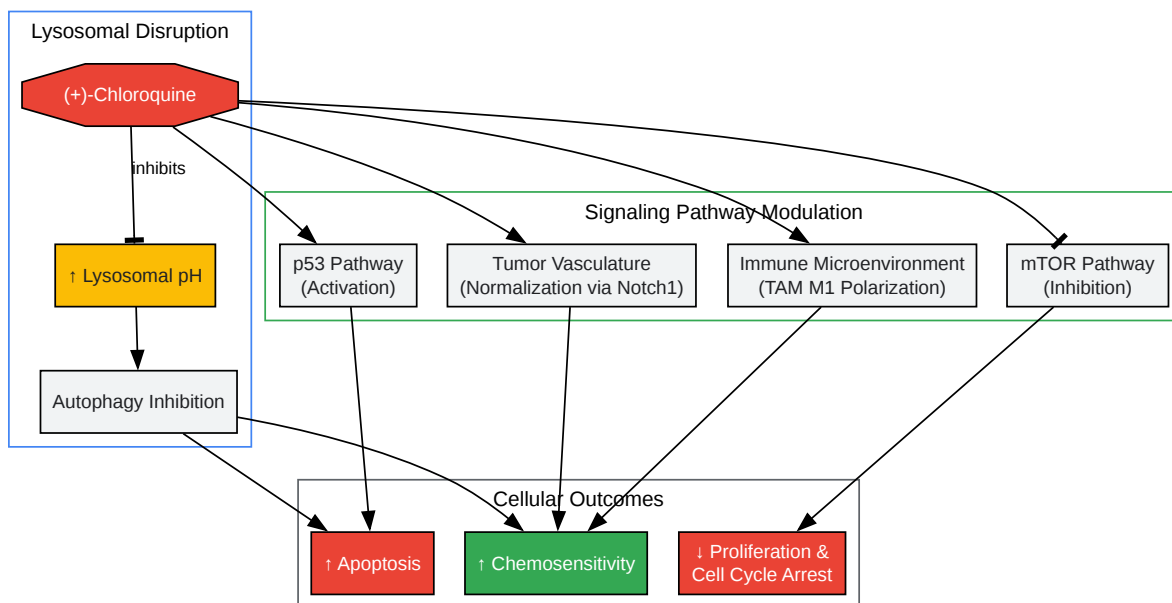 Lysosomal Disruption
(+)-Chloroquine
inhibits
Signaling Pathway Modulation
↑ Lysosomal pH
p53 Pathway
(Activation)
Tumor Vasculature
(Normalization via Notch1)
Immune Microenvironment
(TAM M1 Polarization)
mTOR Pathway
(Inhibition)
Autophagy Inhibition
Cellular Outcomes
↑ Apoptosis
↑ Chemosensitivity
↓ Proliferation &
Cell Cycle Arrest